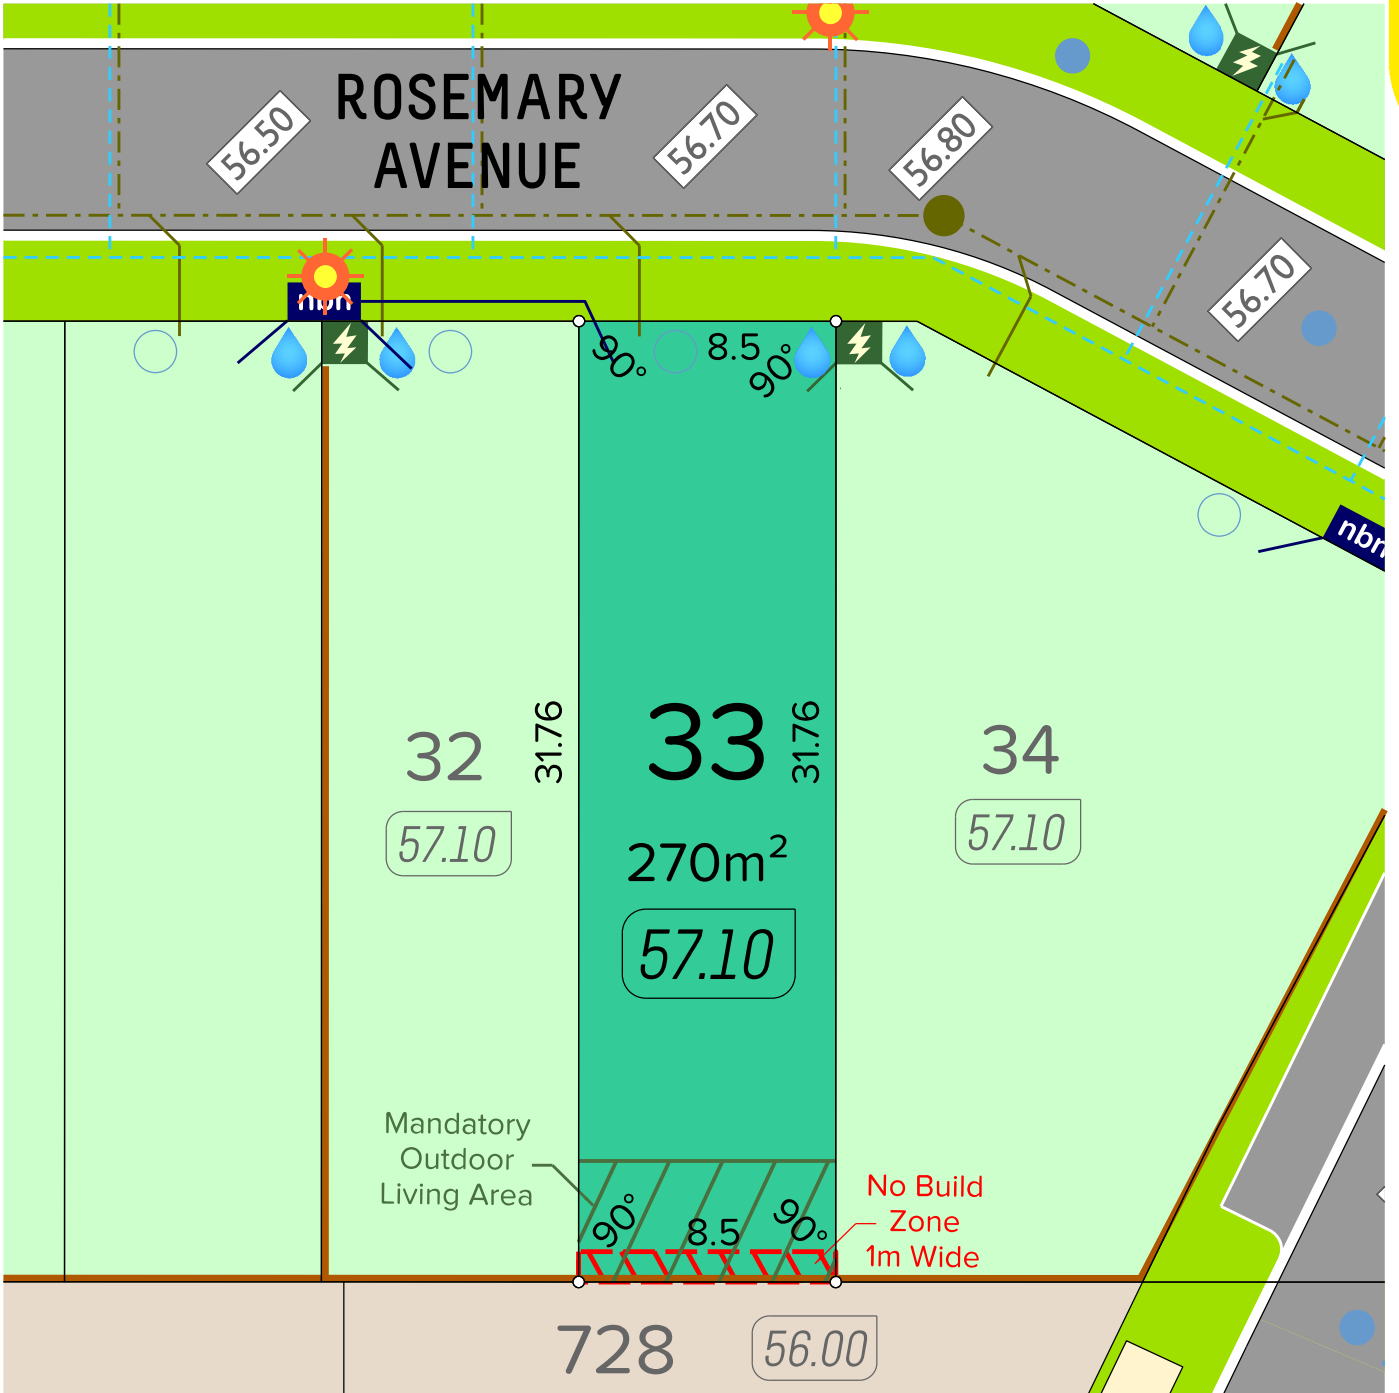 ROSEMARY
AVENUE
56.50
56.70
56.80
56.70
nbn
90°
8.5
90°
nbn
32
57.10
31.76
33
31.76
270m²
57.10
34
57.10
Mandatory
Outdoor
Living Area
90°
8.5
90°
No Build
Zone
1m Wide
728
56.00